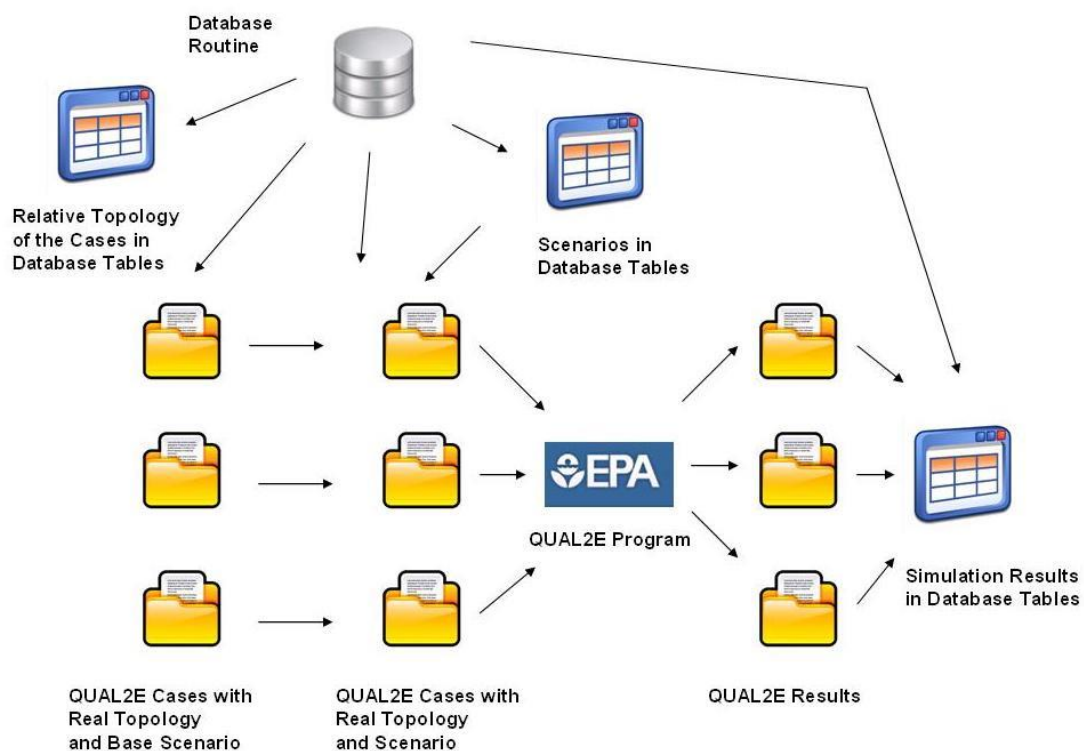 Database
Routine
Relative Topology
of the Cases in
Database Tables
Scenarios in
Database Tables
EPA
QUAL2E Program
Simulation Results
in Database Tables
QUAL2E Cases with
Real Topology
and Base Scenario
QUAL2E Cases with
Real Topology
and Scenario
QUAL2E Results